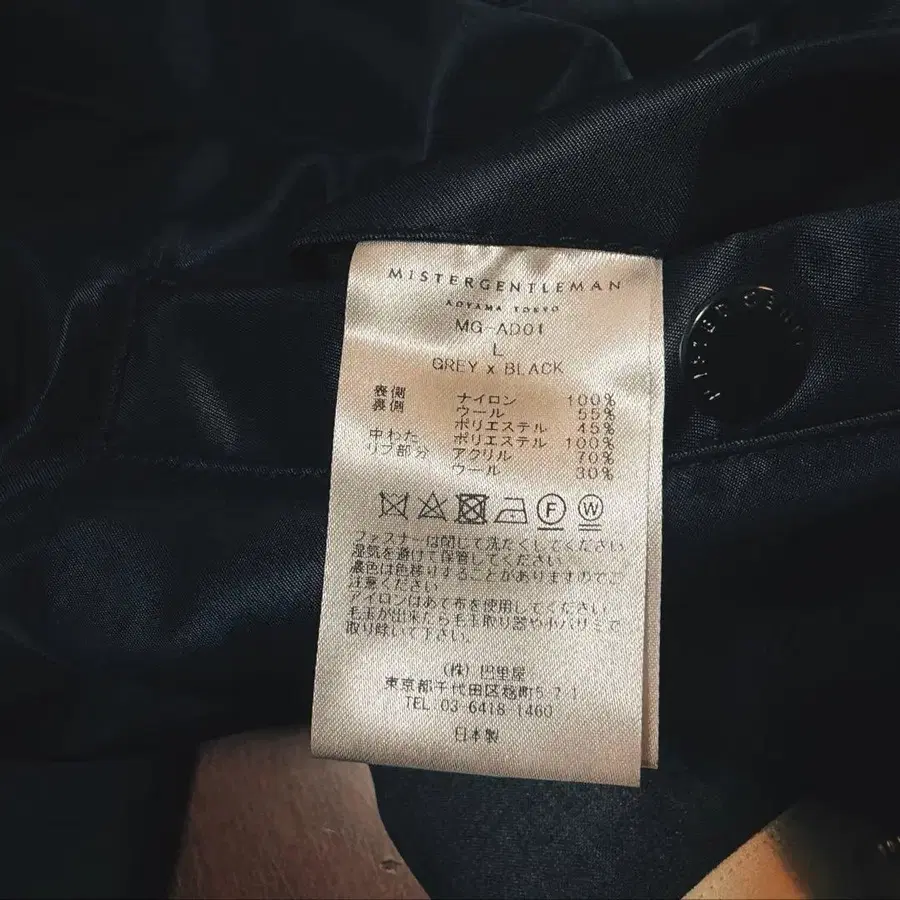 MISTERGENTLEMAN
AOYAMA TOKYO
MG-AD01
L
GREY x BLACK
表側 ナイロン 100%
裏側 ウール 55%
ポリエステル 45%
中わた ポリエステル 100%
リブ部分 アクリル 70%
ウール 30%
F W
ファスナーは閉じて洗たくしてください
湿気を避けて保管してください
濃色は色移りすることがありますのでご
注意ください
アイロンはあて布を使用してください
毛玉が出来たら毛玉取り器や小バサミで
取り除いて下さい。
(株) 巴里屋
東京都千代田区麹町5-7-1
TEL 03-6418-1460
日本製
MISTER GENT